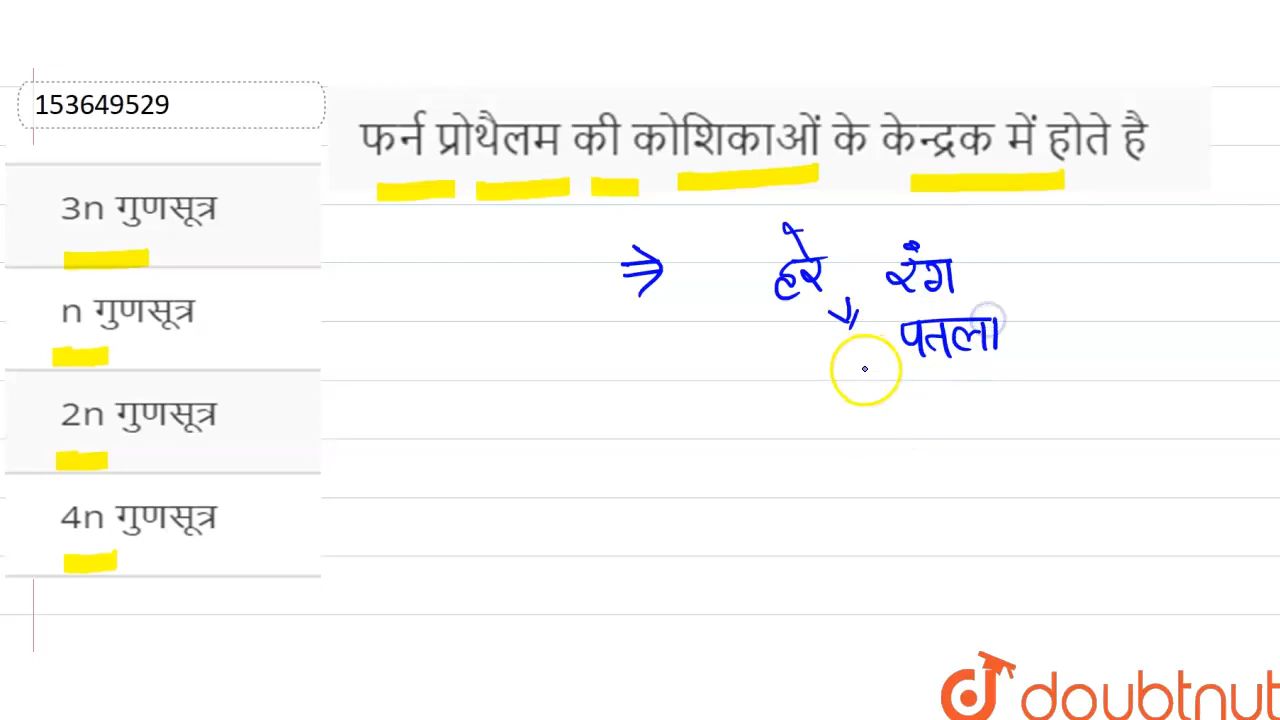 153649529
फर्न प्रोथैलम की कोशिकाओं के केन्द्रक में होते है
3n गुणसूत्र
n गुणसूत्र
2n गुणसूत्र
4n गुणसूत्र
⇒ हरे रंग
पतला
doubtnut